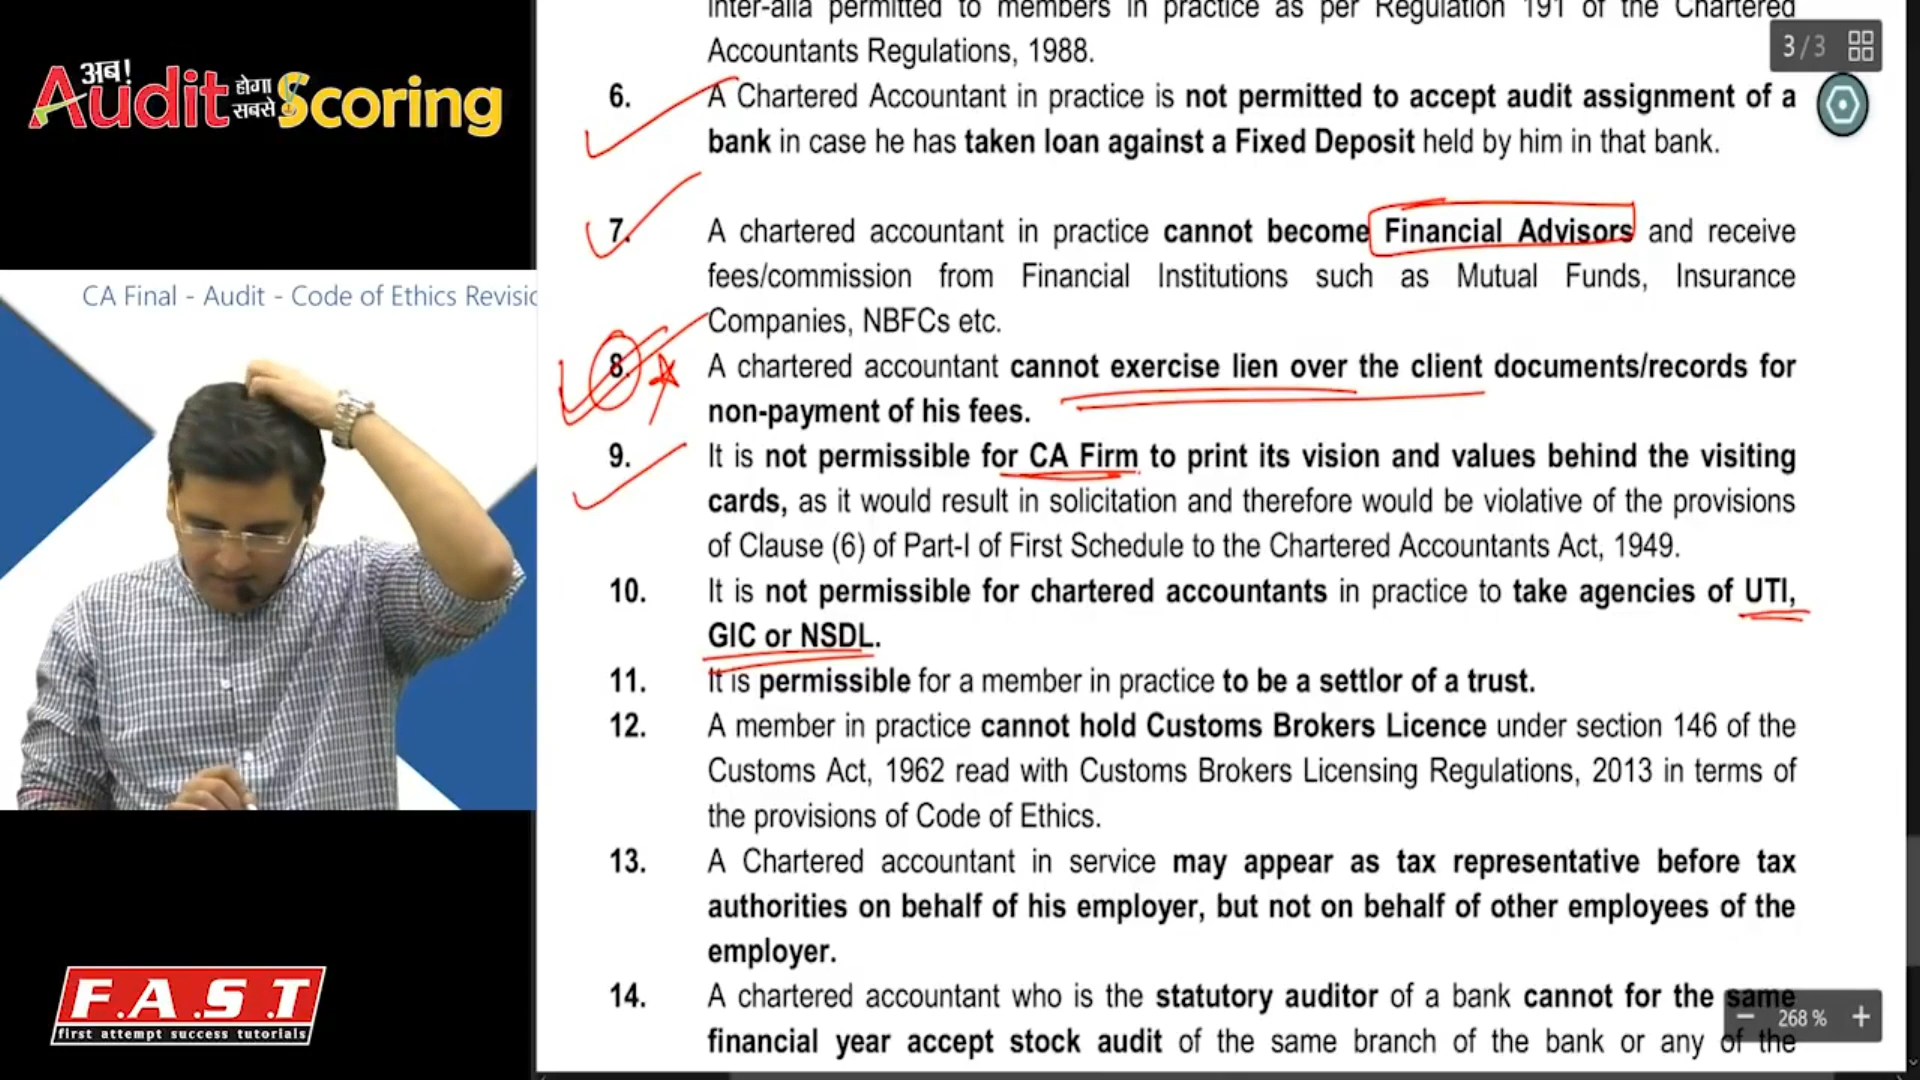 अब!
Audit होगा सबसे Scoring
CA Final - Audit - Code of Ethics Revisi
F.A.S.T
first attempt success tutorials
inter-alia permitted to members in practice as per Regulation 191 of the Chartered
Accountants Regulations, 1988.
6. A Chartered Accountant in practice is not permitted to accept audit assignment of a
bank in case he has taken loan against a Fixed Deposit held by him in that bank.
7. A chartered accountant in practice cannot become Financial Advisors and receive
fees/commission from Financial Institutions such as Mutual Funds, Insurance
Companies, NBFCs etc.
8. A chartered accountant cannot exercise lien over the client documents/records for
non-payment of his fees.
9. It is not permissible for CA Firm to print its vision and values behind the visiting
cards, as it would result in solicitation and therefore would be violative of the provisions
of Clause (6) of Part-I of First Schedule to the Chartered Accountants Act, 1949.
10. It is not permissible for chartered accountants in practice to take agencies of UTI,
GIC or NSDL.
11. It is permissible for a member in practice to be a settlor of a trust.
12. A member in practice cannot hold Customs Brokers Licence under section 146 of the
Customs Act, 1962 read with Customs Brokers Licensing Regulations, 2013 in terms of
the provisions of Code of Ethics.
13. A Chartered accountant in service may appear as tax representative before tax
authorities on behalf of his employer, but not on behalf of other employees of the
employer.
14. A chartered accountant who is the statutory auditor of a bank cannot for the same
financial year accept stock audit of the same branch of the bank or any of the
3/3
268 %